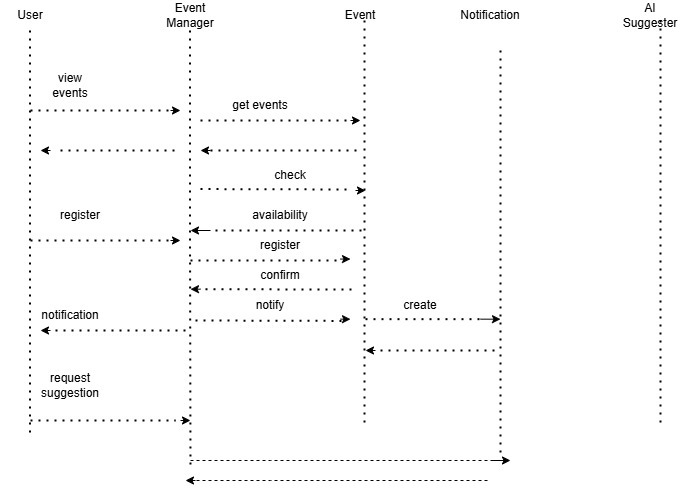 User
Event
Manager
Event
Notification
AI
Suggester
view
events
get events
check
register
availability
register
confirm
notify
create
notification
request
suggestion